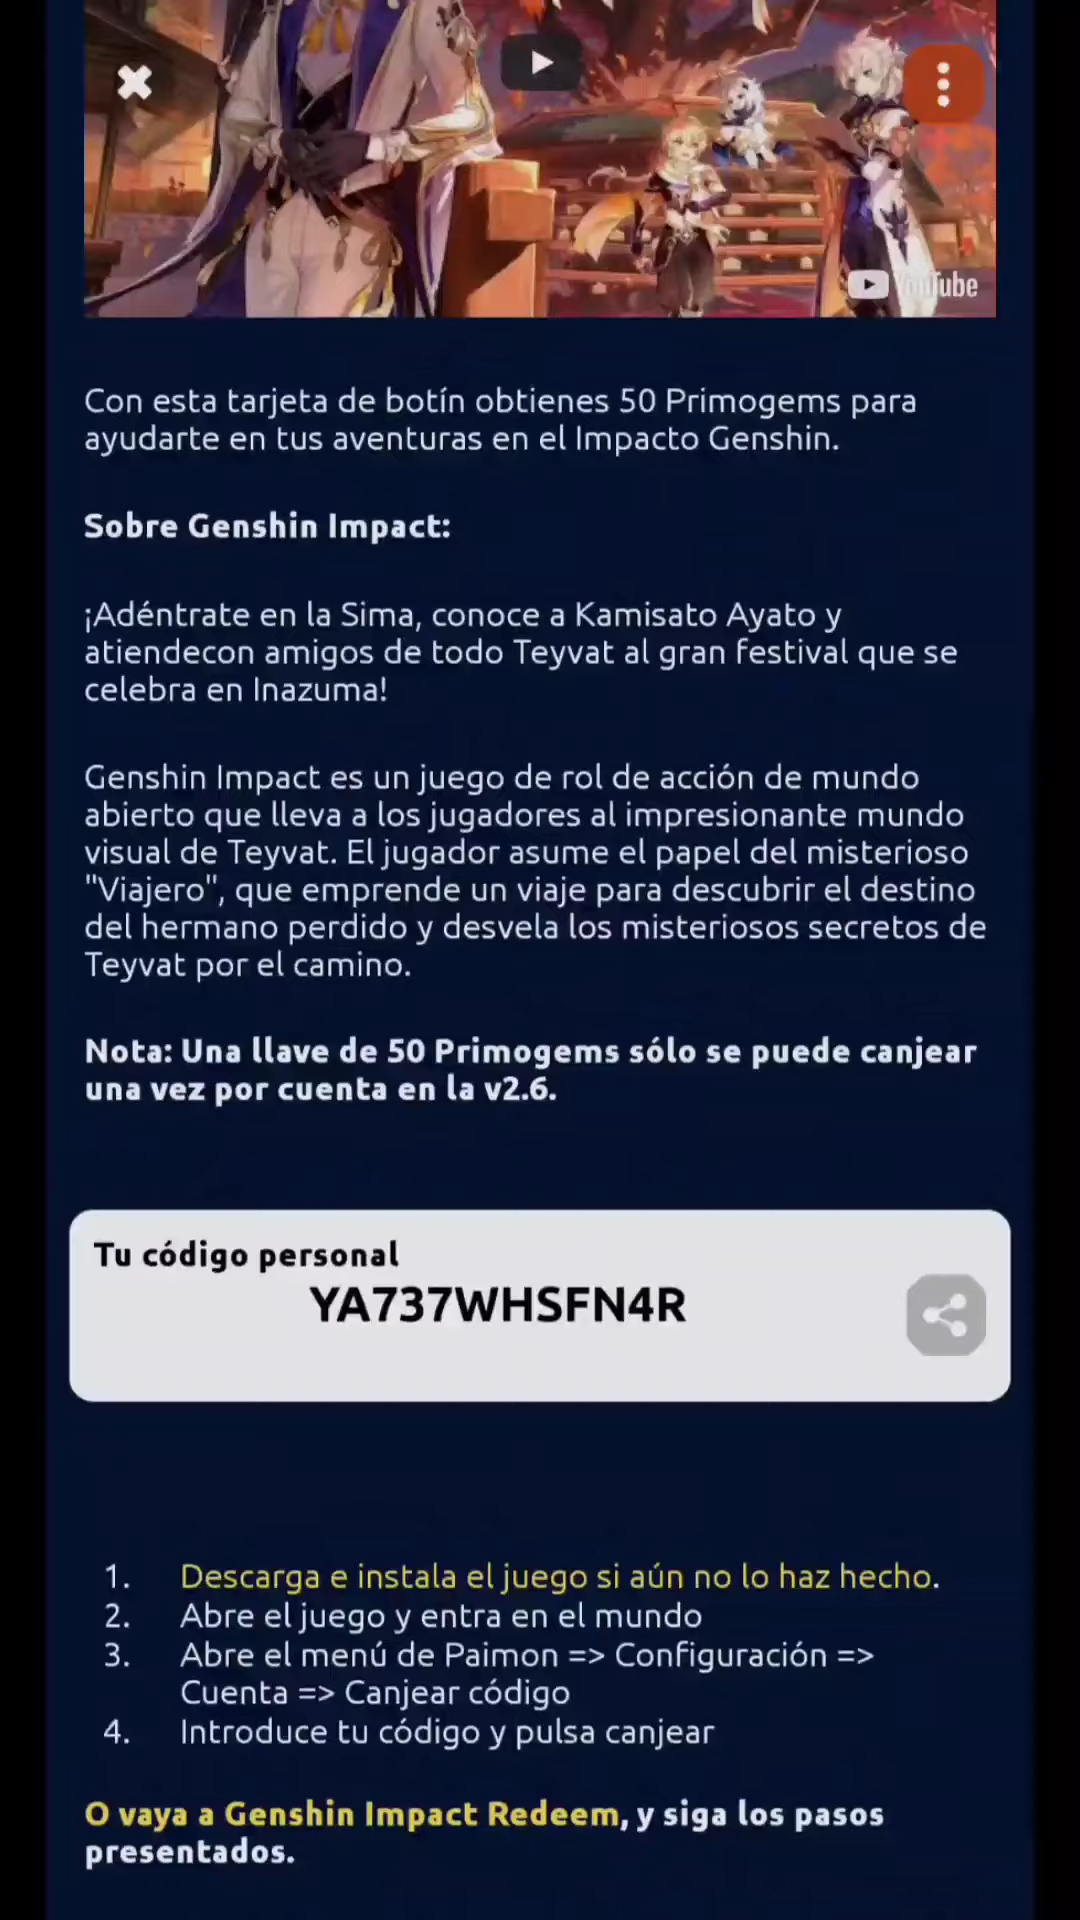 YouTube
Con esta tarjeta de botín obtienes 50 Primogems para
ayudarte en tus aventuras en el Impacto Genshin.
Sobre Genshin Impact:
¡Adéntrate en la Sima, conoce a Kamisato Ayato y
atiendecon amigos de todo Teyvat al gran festival que se
celebra en Inazuma!
Genshin Impact es un juego de rol de acción de mundo
abierto que lleva a los jugadores al impresionante mundo
visual de Teyvat. El jugador asume el papel del misterioso
"Viajero", que emprende un viaje para descubrir el destino
del hermano perdido y desvela los misteriosos secretos de
Teyvat por el camino.
Nota: Una llave de 50 Primogems sólo se puede canjear
una vez por cuenta en la v2.6.
Tu código personal
YA737WHSFN4R
1. Descarga e instala el juego si aún no lo haz hecho.
2. Abre el juego y entra en el mundo
3. Abre el menú de Paimon => Configuración =>
Cuenta => Canjear código
4. Introduce tu código y pulsa canjear
O vaya a Genshin Impact Redeem, y siga los pasos
presentados.